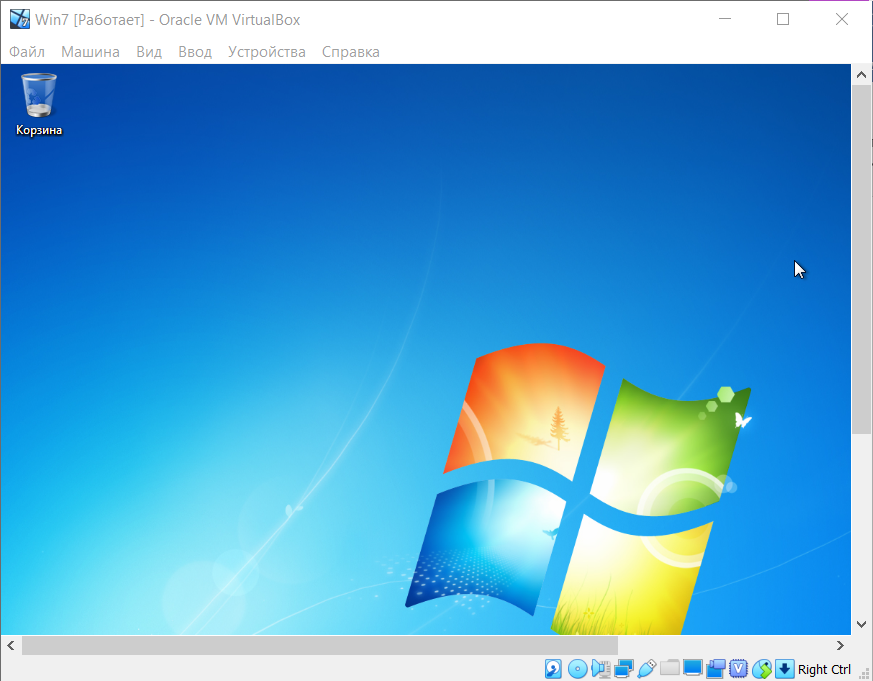 Win7 [Работает] - Oracle VM VirtualBox
Файл Машина Вид Ввод Устройства Справка
Корзина
Right Ctrl